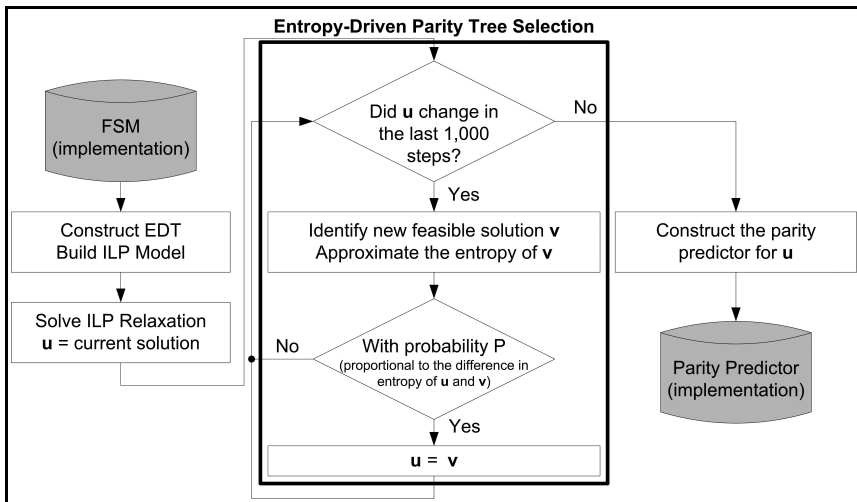 Entropy-Driven Parity Tree Selection
FSM
(implementation)
Construct EDT
Build ILP Model
Solve ILP Relaxation
u = current solution
Did u change in
the last 1,000
steps?
No
Yes
Identify new feasible solution v
Approximate the entropy of v
With probability P
(proportional to the difference in
entropy of u and v)
No
Yes
u = v
Construct the parity
predictor for u
Parity Predictor
(implementation)